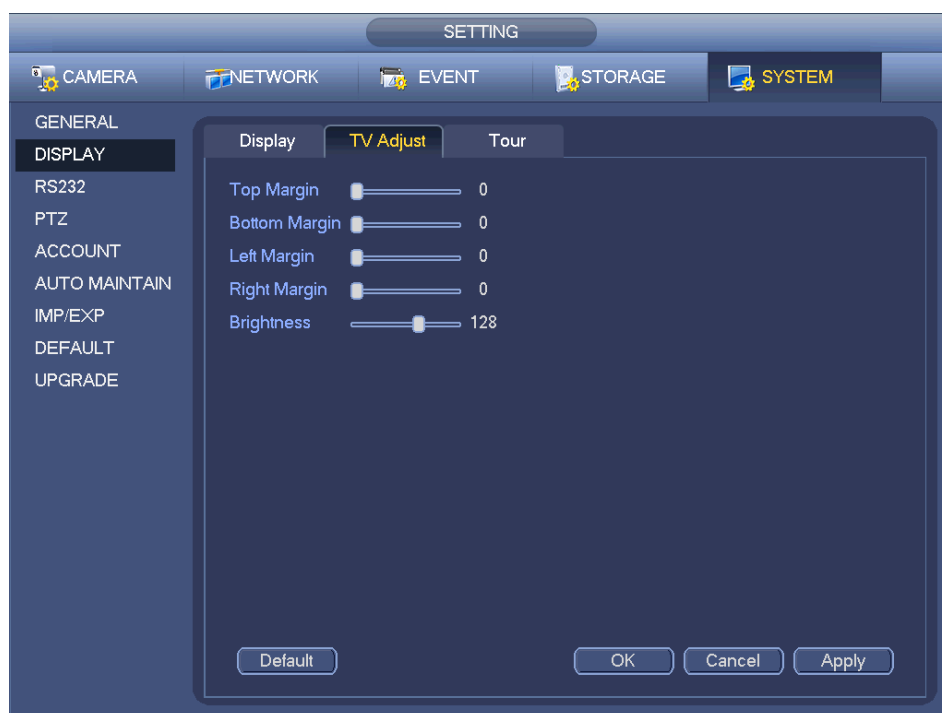 SETTING
CAMERA NETWORK EVENT STORAGE SYSTEM
GENERAL
DISPLAY
RS232
PTZ
ACCOUNT
AUTO MAINTAIN
IMP/EXP
DEFAULT
UPGRADE
Display TV Adjust Tour
Top Margin 0
Bottom Margin 0
Left Margin 0
Right Margin 0
Brightness 128
Default OK Cancel Apply